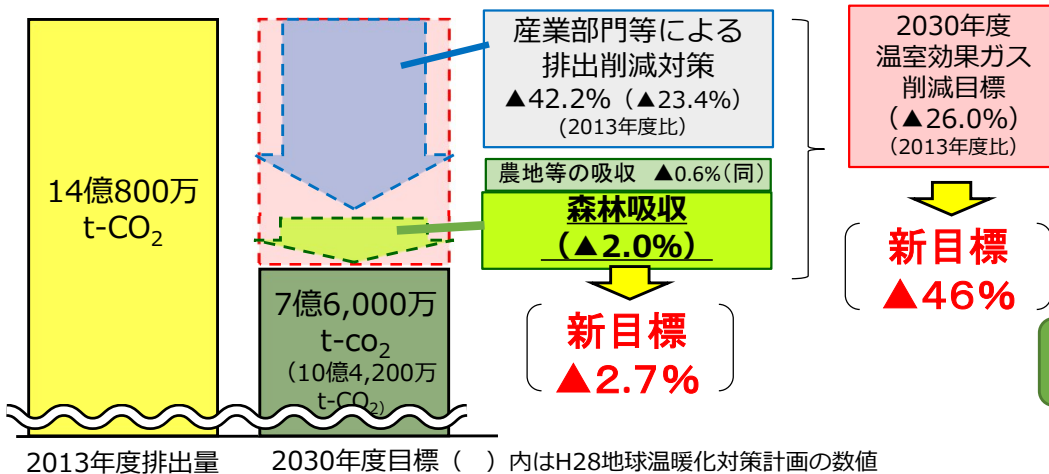 14億800万
t-CO₂
2013年度排出量
7億6,000万
t-co₂
（10億4,200万
t-CO₂)
2030年度目標（　）内はH28地球温暖化対策計画の数値
産業部門等による
排出削減対策
▲42.2%（▲23.4%）
(2013年度比)
農地等の吸収 ▲0.6%（同）
森林吸収
（▲2.0%）
新目標
▲2.7%
2030年度
温室効果ガス
削減目標
（▲26.0%）
（2013年度比）
新目標
▲46%